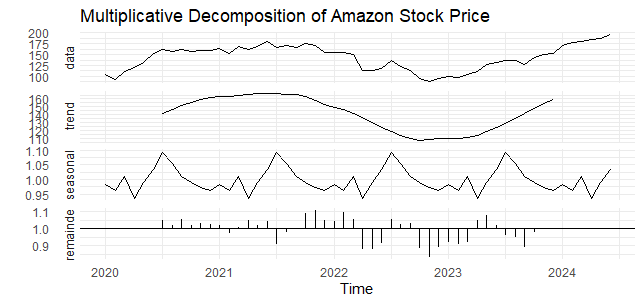 Multiplicative Decomposition of Amazon Stock Price
data
200
175
150
125
100
trend
160
150
140
130
120
110
seasonal
1.10
1.05
1.00
0.95
remainde
1.1
1.0
0.9
2020 2021 2022 2023 2024
Time